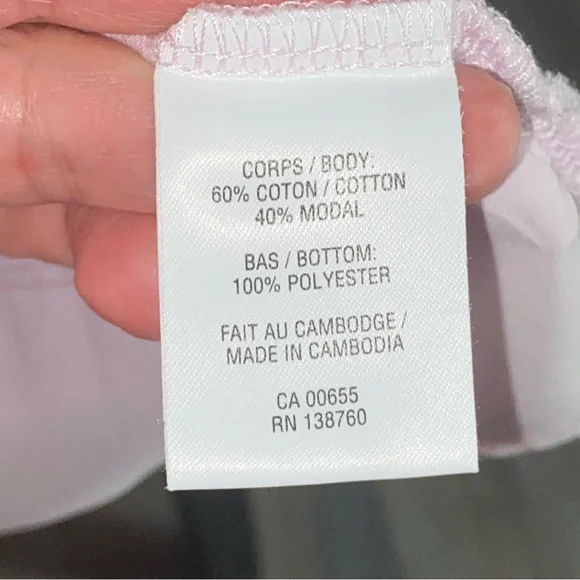 CORPS / BODY:
60% COTON / COTTON
40% MODAL
BAS / BOTTOM:
100% POLYESTER
FAIT AU CAMBODGE /
MADE IN CAMBODIA
CA 00655
RN 138760